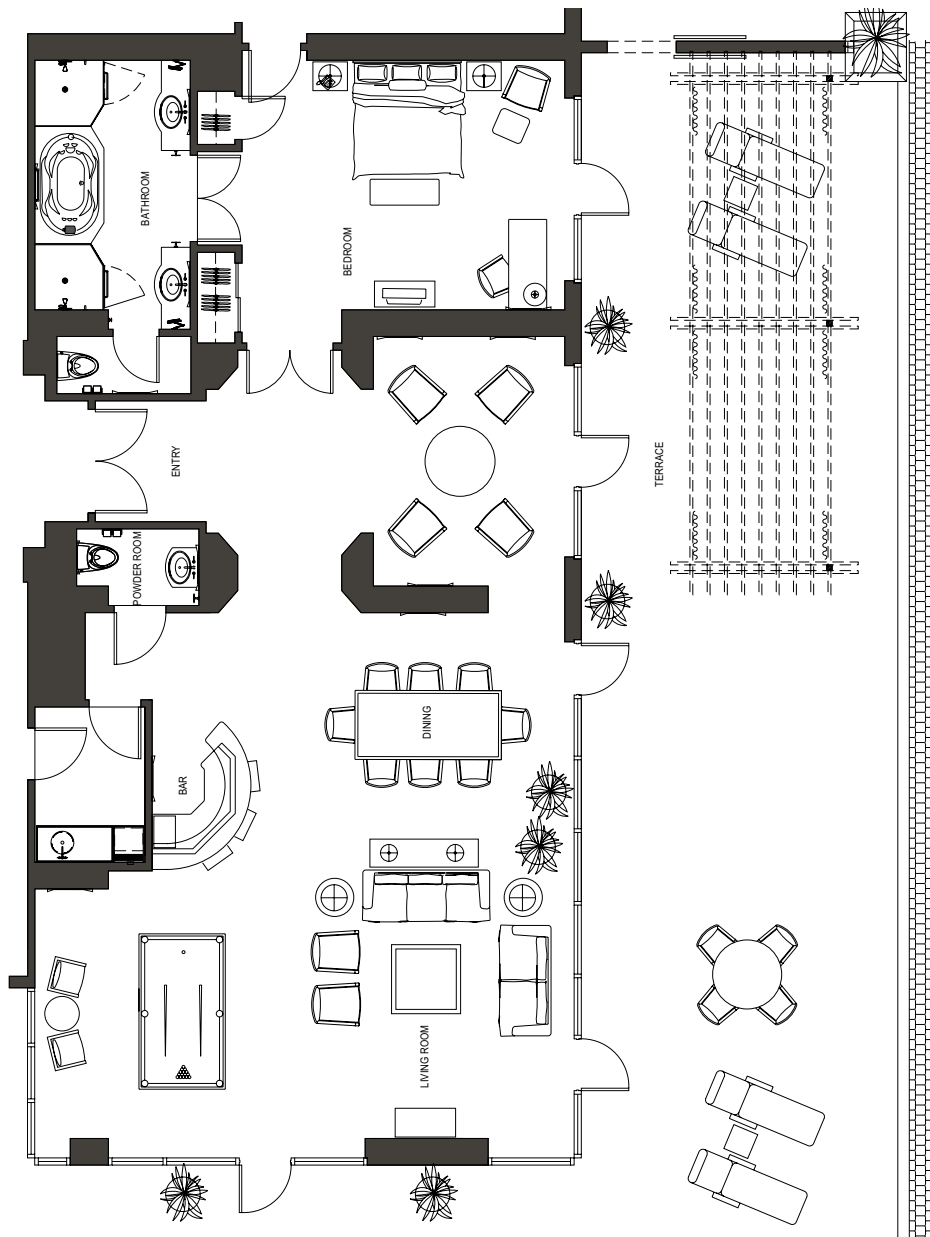 BATHROOM
BEDROOM
ENTRY
TERRACE
POWDER ROOM
DINING
BAR
LIVING ROOM